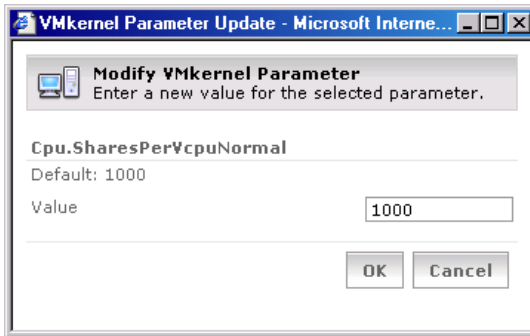 VMkernel Parameter Update - Microsoft Interne...
Modify VMkernel Parameter
Enter a new value for the selected parameter.
Cpu.SharesPerVcpuNormal
Default: 1000
Value 1000
OK Cancel